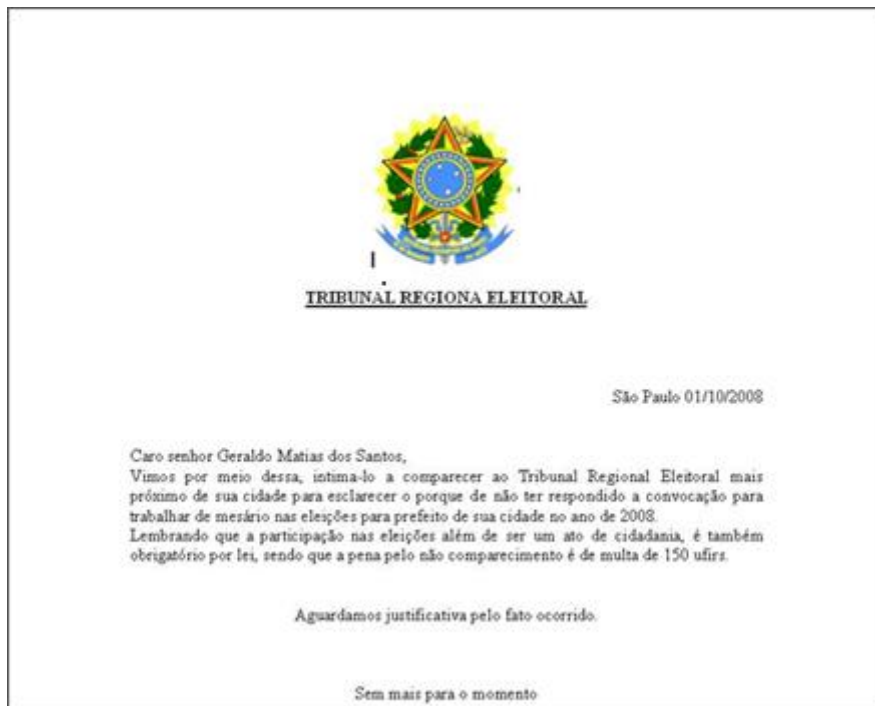 TRIBUNAL REGIONA ELEITORAL
São Paulo 01/10/2008
Caro senhor Geraldo Matias dos Santos,
Vimos por meio dessa, intima-lo a comparecer ao Tribunal Regional Eleitoral mais
próximo de sua cidade para esclarecer o porque de não ter respondido a convocação para
trabalhar de mesário nas eleições para prefeito de sua cidade no ano de 2008.
Lembrando que a participação nas eleições além de ser um ato de cidadania, é também
obrigatório por lei, sendo que a pena pelo não comparecimento é de multa de 150 ufirs.
Aguardamos justificativa pelo fato ocorrido.
Sem mais para o momento